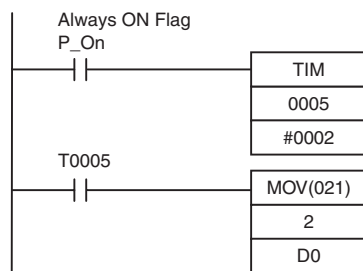 Always ON Flag
P_On
TIM
0005
#0002
T0005
MOV(021)
2
D0